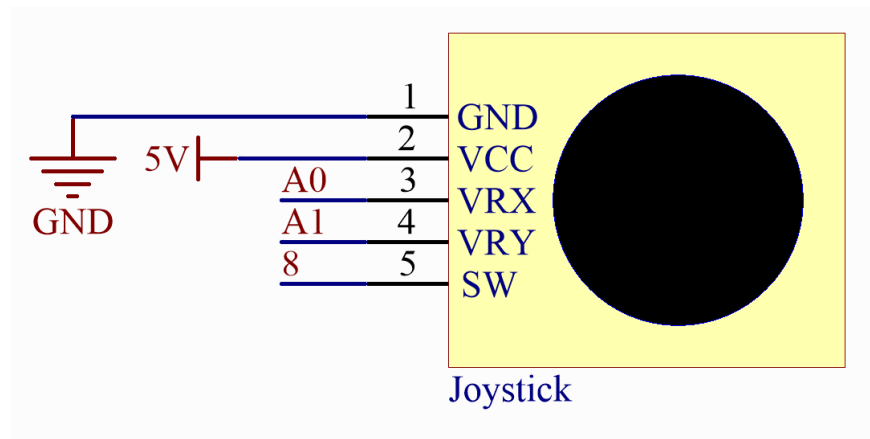 1 GND
5V 2 VCC
A0 3 VRX
A1 4 VRY
8 5 SW
GND
Joystick